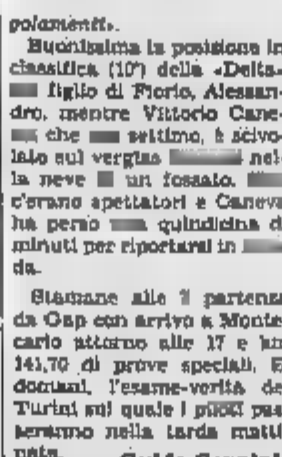 polamenti».
Buonissima la posizione in
classifica (10°) della «Delta»
figlio di Fiorio, Alessan-
dro, mentre Vittorio Cane-
che settimo, è scivo-
lato sul vergias nel-
la neve un fossato.
c'erano spettatori e Caneva
ha perso quindicina d
minuti per riportarsi in
da.
Stamane alle 7 partenza
da Gap con arrivo a Monte-
carlo attorno alle 17 e km
141,70 di prove speciali. E
domani, l'esame-verità de
Turini sul quale i piloti pas
seranno nella tarda matti
nata.